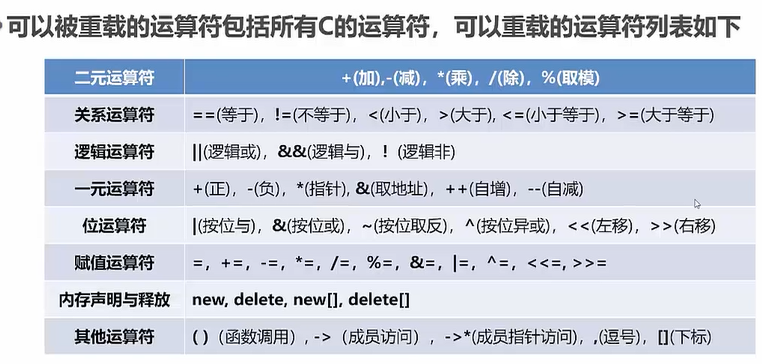 可以被重载的运算符包括所有C的运算符，可以重载的运算符列表如下
二元运算符 +(加),-(减)，*(乘)，/(除)，%(取模)
关系运算符 ==(等于)，!=(不等于)，<(小于)，>(大于), <=(小于等于)，>=(大于等于)
逻辑运算符 ||(逻辑或)，&&(逻辑与)，!（逻辑非)
一元运算符 +(正)，-(负)，*(指针), &(取地址)，++(自增)，--(自减)
位运算符 |(按位与)，&(按位或)，~(按位取反)，^(按位异或)，<<(左移)，>>(右移)
赋值运算符 =，+=，-=，*=，/=，%=，&=，|=，^=，<<=, >>=
内存声明与释放 new, delete, new[], delete[]
其他运算符 ( )（函数调用）, ->（成员访问），->*(成员指针访问)，,(逗号)，[](下标)